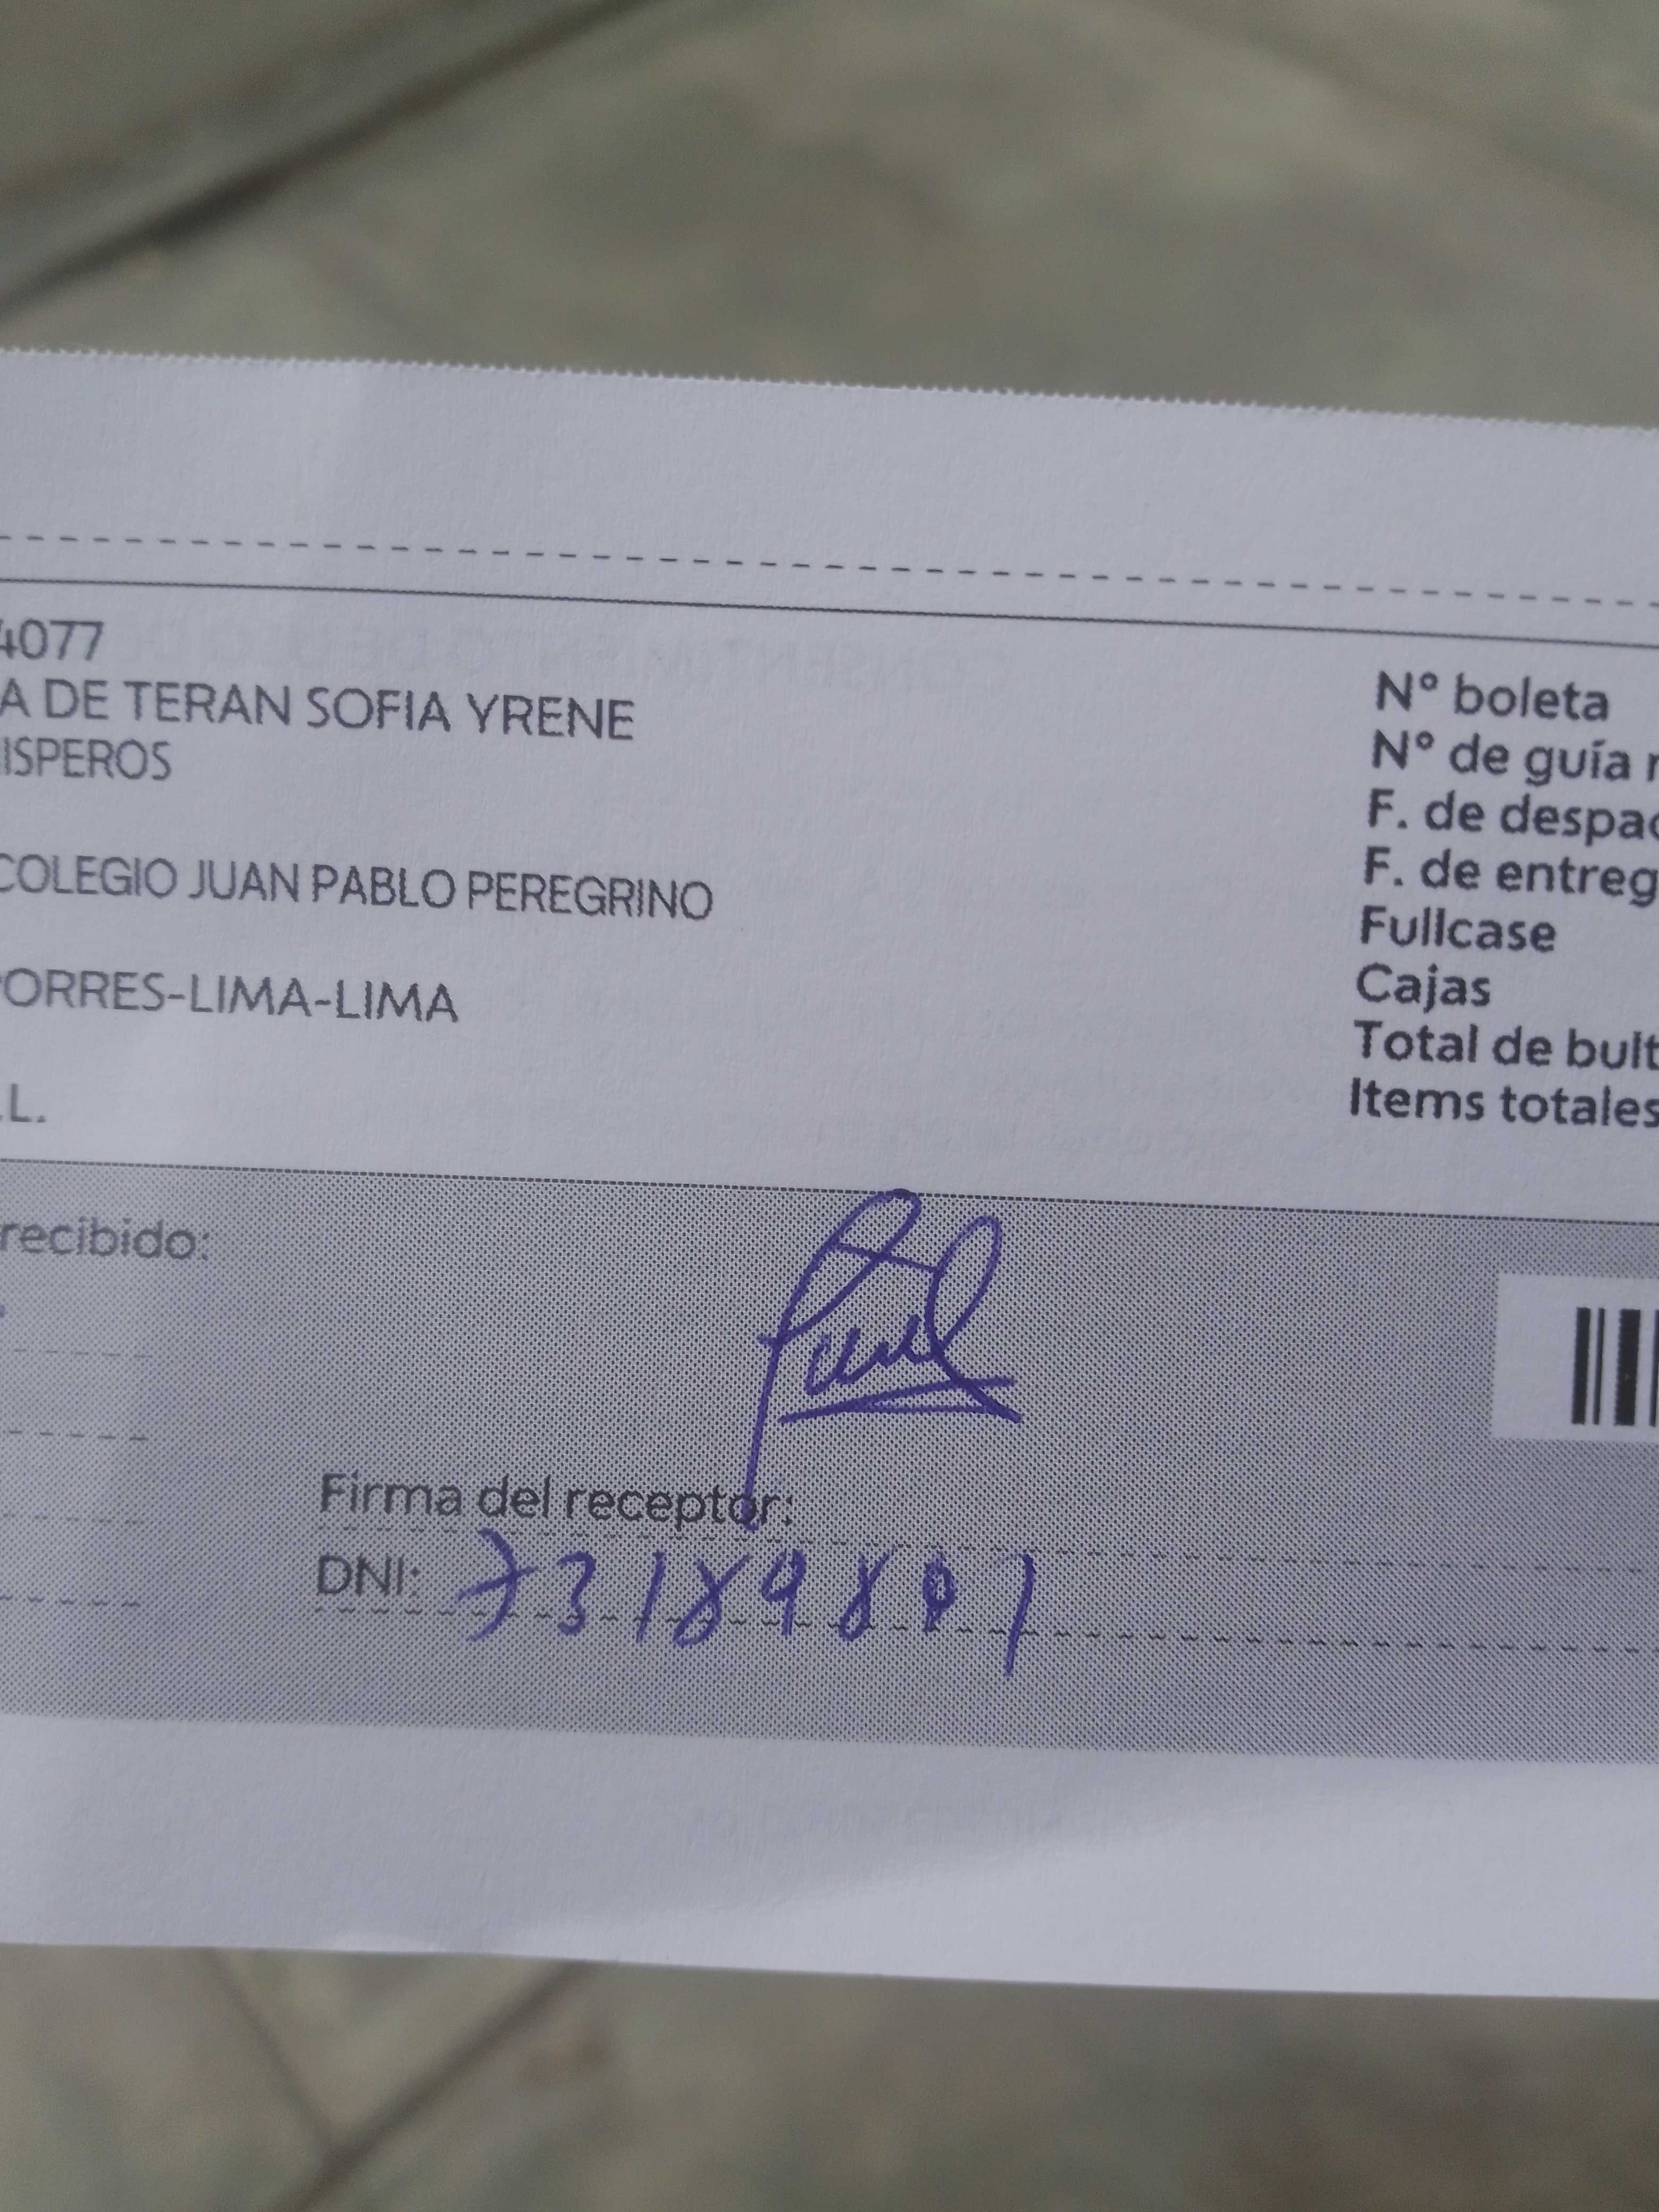 4077
A DE TERAN SOFIA YRENE
ISPEROS
COLEGIO JUAN PABLO PEREGRINO
PORRES-LIMA-LIMA
.L.
N° boleta
N° de guía r
F. de despac
F. de entreg
Fullcase
Cajas
Total de bult
Items totales
recibido:
Firma del receptor:
DNI: 73189807